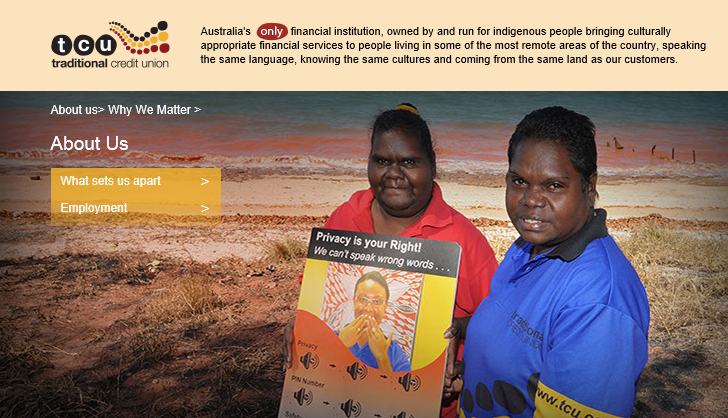 tcu
traditional credit union
Australia's only financial institution, owned by and run for indigenous people bringing culturally
appropriate financial services to people living in some of the most remote areas of the country, speaking
the same language, knowing the same cultures and coming from the same land as our customers.
About us> Why We Matter >
About Us
What sets us apart >
Employment >
Privacy is your Right!
We can't speak wrong words . . .
Privacy
PIN Number
traditional
CREDIT UNION
www.tcu.c